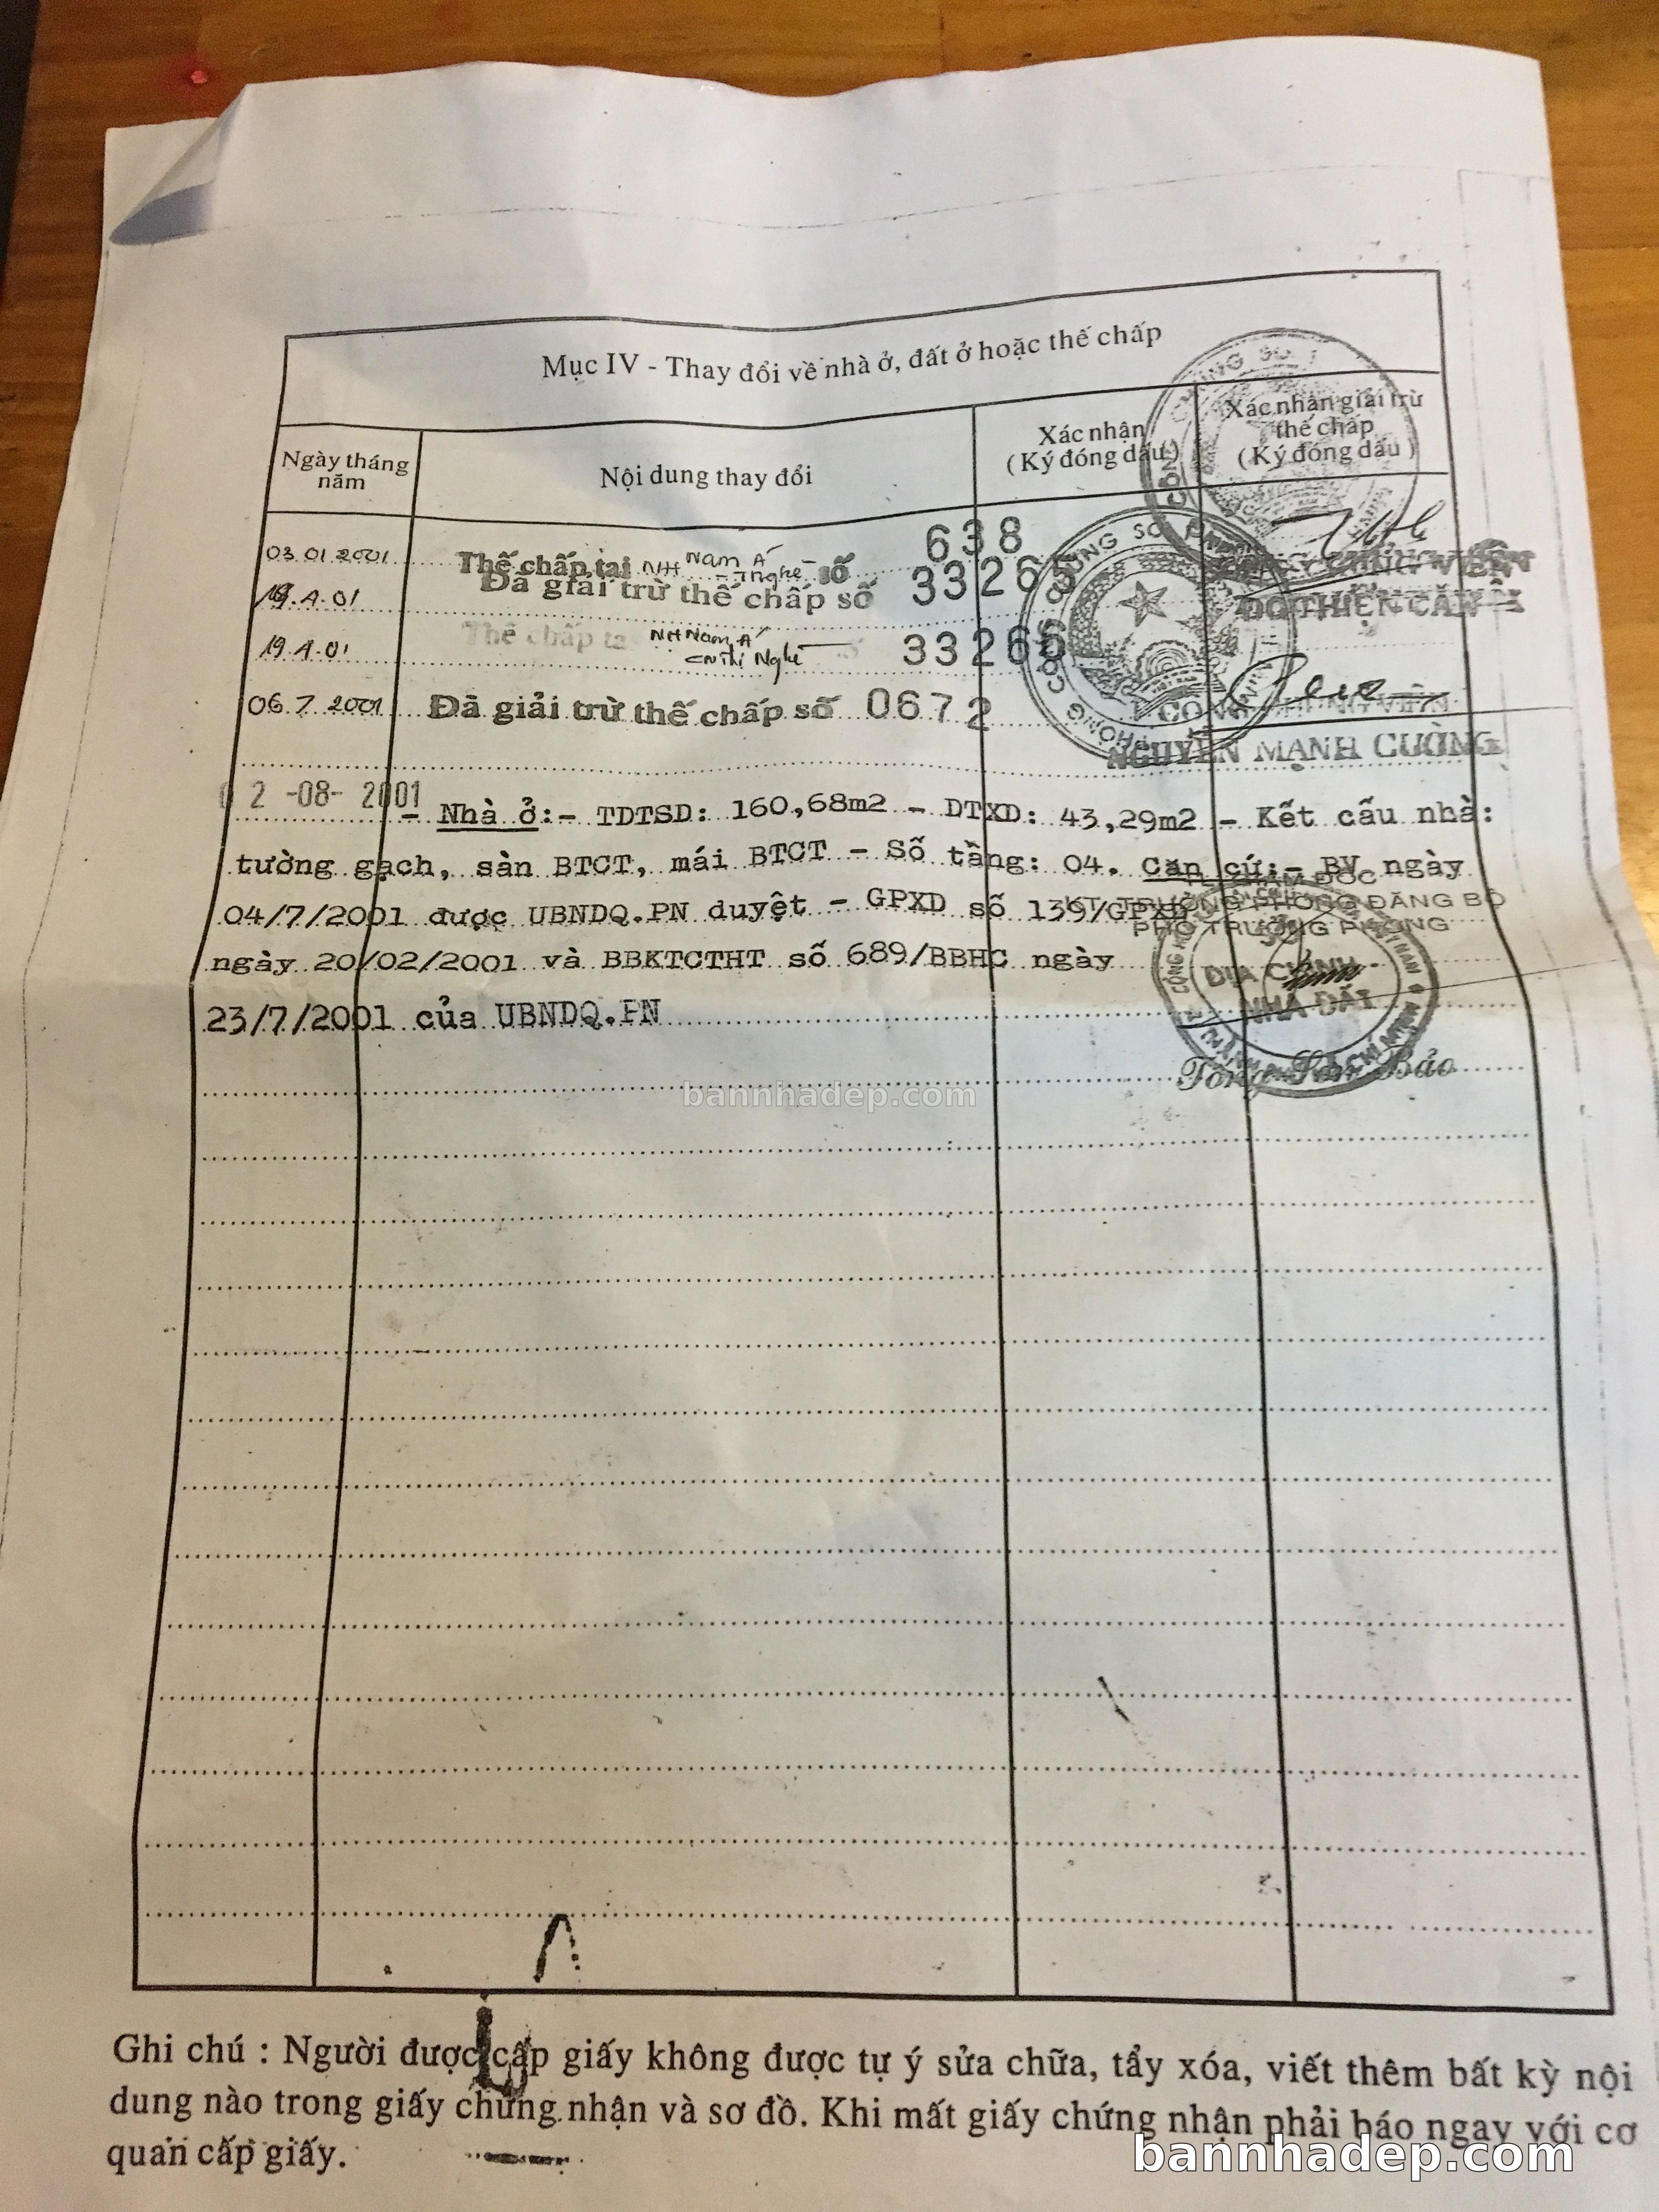 Mục IV - Thay đổi về nhà ở, đất ở hoặc thế chấp
Ngày tháng năm
Nội dung thay đổi
Xác nhận
(Ký đóng dấu)
Xác nhận giải trừ
thế chấp
(Ký đóng dấu)
03.01 2001 Thế chấp tại NH Nam Á số 638
19.4.01 Đã giải trừ thế chấp số 33265
19.4.01 Thế chấp tại NH Nam Á 33266
CN Thị Nghè
06.7 2001 Đã giải trừ thế chấp số 0672
CÔNG CHỨNG VIÊN
NGUYỄN MẠNH CƯỜNG
02-08-2001
- Nhà ở:- TDTSD: 160,68m2 - DTXD: 43,29m2 - Kết cấu nhà:
tường gạch, sàn BTCT, mái BTCT - Số tầng: 04. Căn cứ:- BV ngày
04/7/2001 được UBNDQ.PN duyệt - GPXD số 139/GPXD
ngày 20/02/2001 và BBKTCTHT số 689/BBHC ngày
23/7/2001 của UBNDQ.PN
KT TRƯỞNG PHÒNG ĐĂNG BỘ
PHÓ TRƯỞNG PHÒNG
ĐỊA CHÍNH -
NHÀ ĐẤT
bannhadep.com
Ghi chú : Người được cấp giấy không được tự ý sửa chữa, tẩy xóa, viết thêm bất kỳ nội
dung nào trong giấy chứng nhận và sơ đồ. Khi mất giấy chứng nhận phải báo ngay với cơ
quan cấp giấy.
bannhadep.com